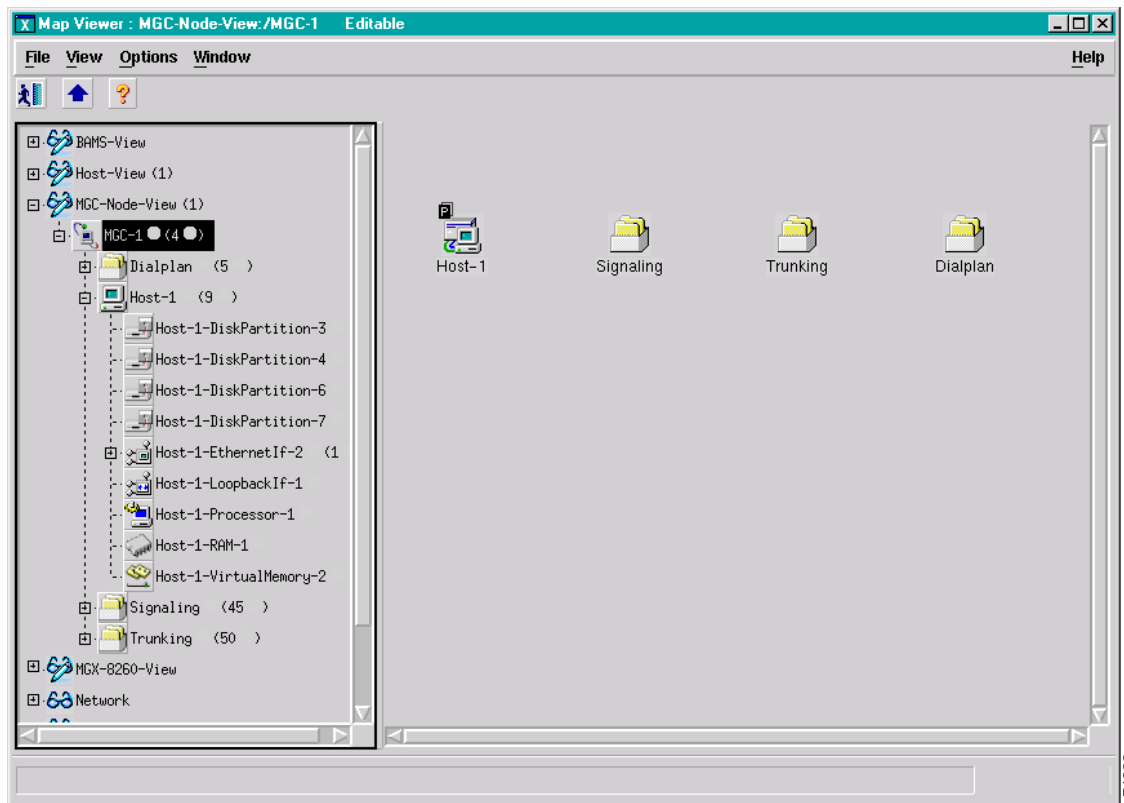 X Map Viewer : MGC-Node-View:/MGC-1 Editable
File View Options Window Help
BAMS-View
Host-View (1)
MGC-Node-View (1)
MGC-1 (4 )
Dialplan (5 )
Host-1 (9 )
Host-1-DiskPartition-3
Host-1-DiskPartition-4
Host-1-DiskPartition-6
Host-1-DiskPartition-7
Host-1-EthernetIf-2 (1
Host-1-LoopbackIf-1
Host-1-Processor-1
Host-1-RAM-1
Host-1-VirtualMemory-2
Signaling (45 )
Trunking (50 )
MGX-8260-View
Network
P
Host-1 Signaling Trunking Dialplan